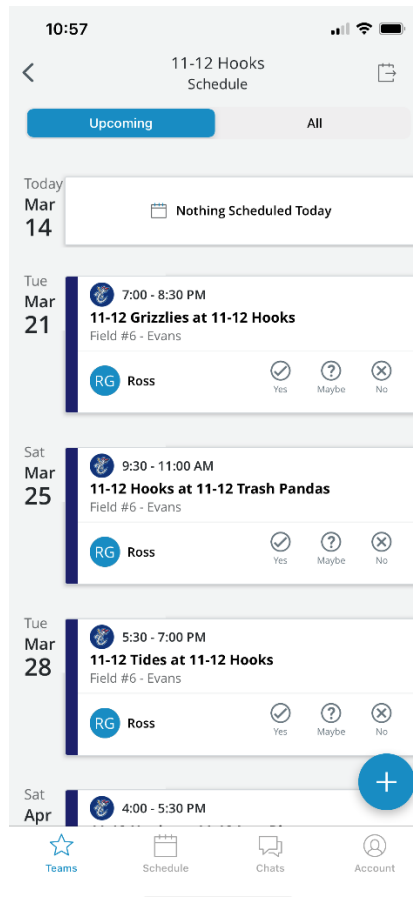 10:57
11-12 Hooks
Schedule
Upcoming
All
Today
Mar
14
Nothing Scheduled Today
Tue
Mar
21
7:00 - 8:30 PM
11-12 Grizzlies at 11-12 Hooks
Field #6 - Evans
RG Ross
Yes Maybe No
Sat
Mar
25
9:30 - 11:00 AM
11-12 Hooks at 11-12 Trash Pandas
Field #6 - Evans
RG Ross
Yes Maybe No
Tue
Mar
28
5:30 - 7:00 PM
11-12 Tides at 11-12 Hooks
Field #6 - Evans
RG Ross
Yes Maybe No
Sat
Apr
4:00 - 5:30 PM
Teams Schedule Chats Account